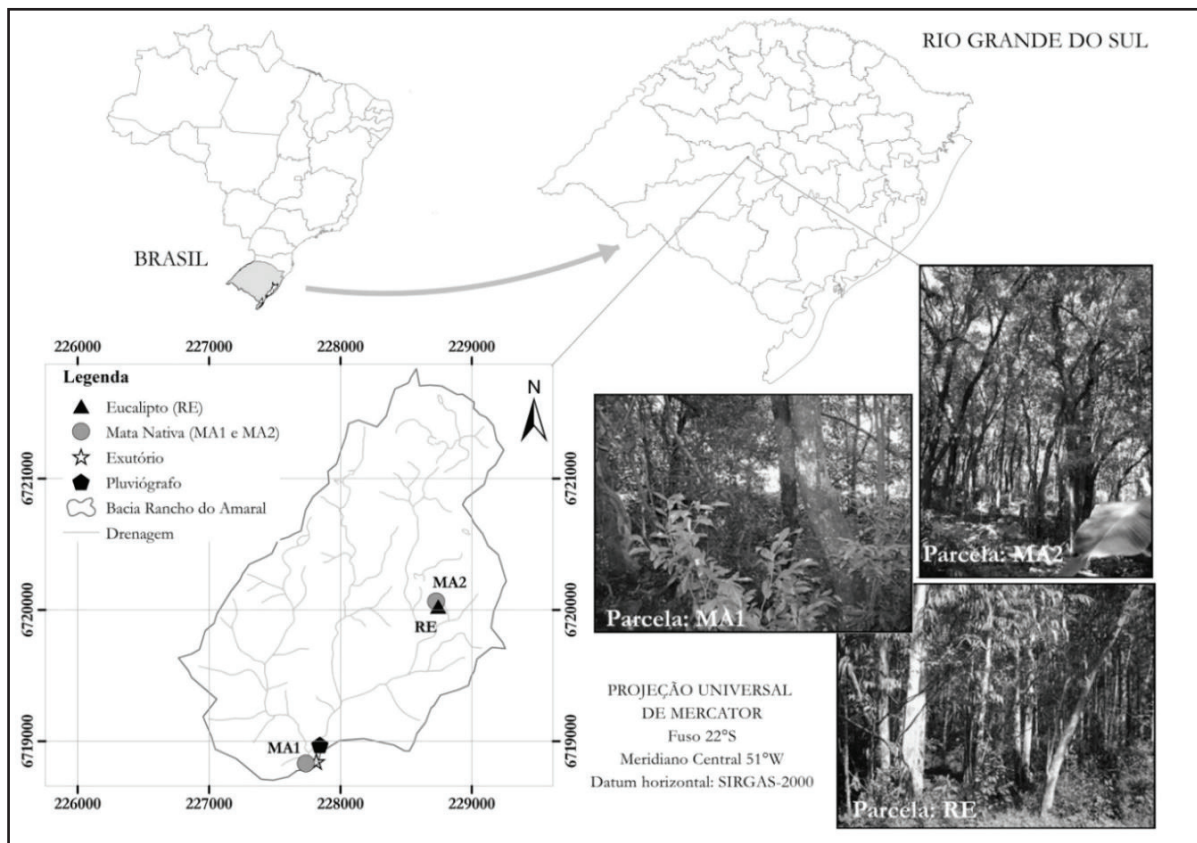 RIO GRANDE DO SUL
BRASIL
226000 227000 228000 229000
Legenda
Eucalipto (RE)
Mata Nativa (MA1 e MA2)
Exutório
Pluviógrafo
Bacia Rancho do Amaral
Drenagem
N
6721000
6720000
6719000
6721000
6720000
6719000
MA2
RE
MA1
226000 227000 228000 229000
Parcela: MA1
Parcela: MA2
Parcela: RE
PROJEÇÃO UNIVERSAL
DE MERCATOR
Fuso 22°S
Meridiano Central 51°W
Datum horizontal: SIRGAS-2000